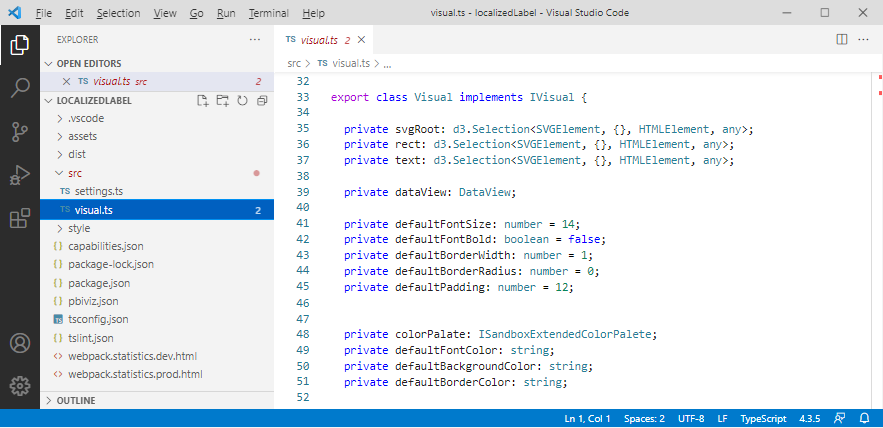 File Edit Selection View Go Run Terminal Help visual.ts - localizedLabel - Visual Studio Code
EXPLORER
OPEN EDITORS
TS visual.ts src 2
LOCALIZEDLABEL
.vscode
assets
dist
src
TS settings.ts
TS visual.ts 2
style
{} capabilities.json
{} package-lock.json
{} package.json
{} pbiviz.json
TS tsconfig.json
{} tslint.json
<> webpack.statistics.dev.html
<> webpack.statistics.prod.html
OUTLINE
TS visual.ts 2
src > TS visual.ts > ...
32
33 export class Visual implements IVisual {
34
35 private svgRoot: d3.Selection<SVGElement, {}, HTMLElement, any>;
36 private rect: d3.Selection<SVGElement, {}, HTMLElement, any>;
37 private text: d3.Selection<SVGElement, {}, HTMLElement, any>;
38
39 private dataView: DataView;
40
41 private defaultFontSize: number = 14;
42 private defaultFontBold: boolean = false;
43 private defaultBorderWidth: number = 1;
44 private defaultBorderRadius: number = 0;
45 private defaultPadding: number = 12;
46
47
48 private colorPalate: ISandboxExtendedColorPalete;
49 private defaultFontColor: string;
50 private defaultBackgroundColor: string;
51 private defaultBorderColor: string;
52
Ln 1, Col 1 Spaces: 2 UTF-8 LF TypeScript 4.3.5